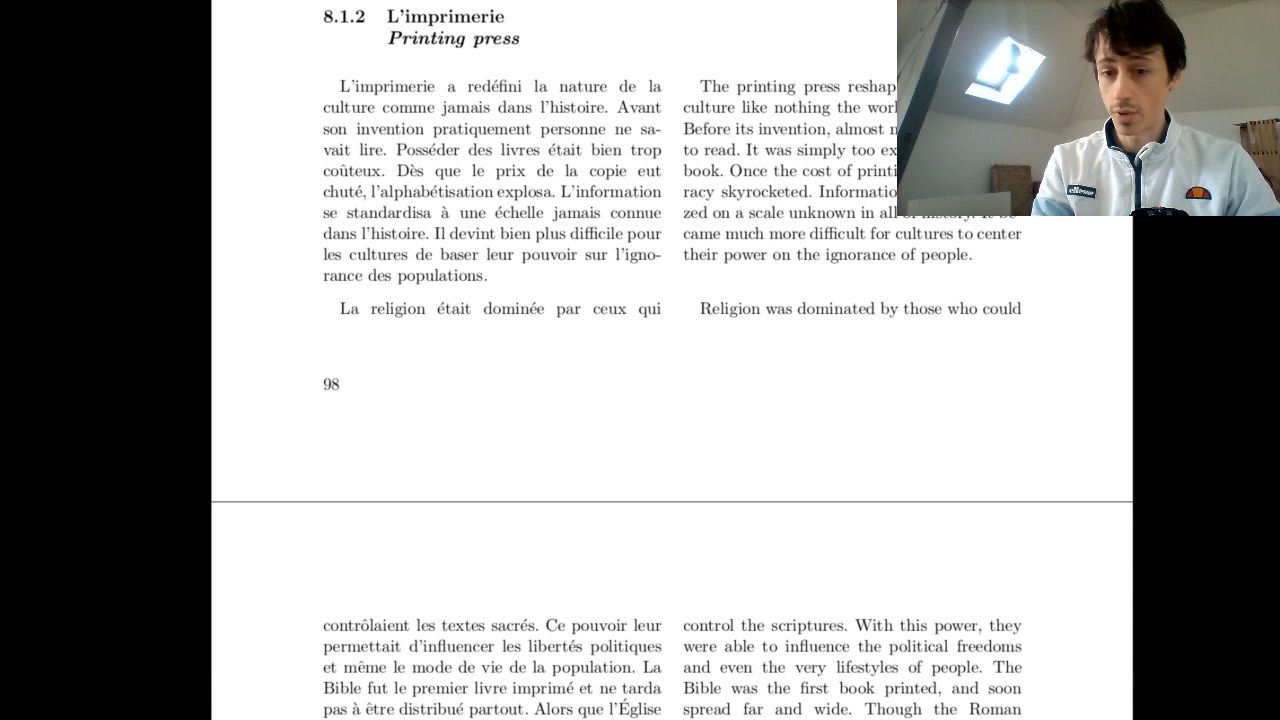 8.1.2 L'imprimerie
Printing press
L'imprimerie a redéfini la nature de la
culture comme jamais dans l'histoire. Avant
son invention pratiquement personne ne sa-
vait lire. Posséder des livres était bien trop
coûteux. Dès que le prix de la copie eut
chuté, l'alphabétisation explosa. L'information
se standardisa à une échelle jamais connue
dans l'histoire. Il devint bien plus difficile pour
les cultures de baser leur pouvoir sur l'igno-
rance des populations.
La religion était dominée par ceux qui
The printing press
culture like nothing the
Before its invention, almost
to read. It was simply too
book. Once the cost of
racy skyrocketed.
zed on a scale unknown in all
came much more difficult for cultures to center
their power on the ignorance of people.
Religion was dominated by those who could
98
contrôlaient les textes sacrés. Ce pouvoir leur
permettait d'influencer les libertés politiques
et même le mode de vie de la population. La
Bible fut le premier livre imprimé et ne tarda
pas à être distribué partout. Alors que l'Église
control the scriptures. With this power, they
were able to influence the political freedoms
and even the very lifestyles of people. The
Bible was the first book printed, and soon
spread far and wide. Though the Roman
ellesse